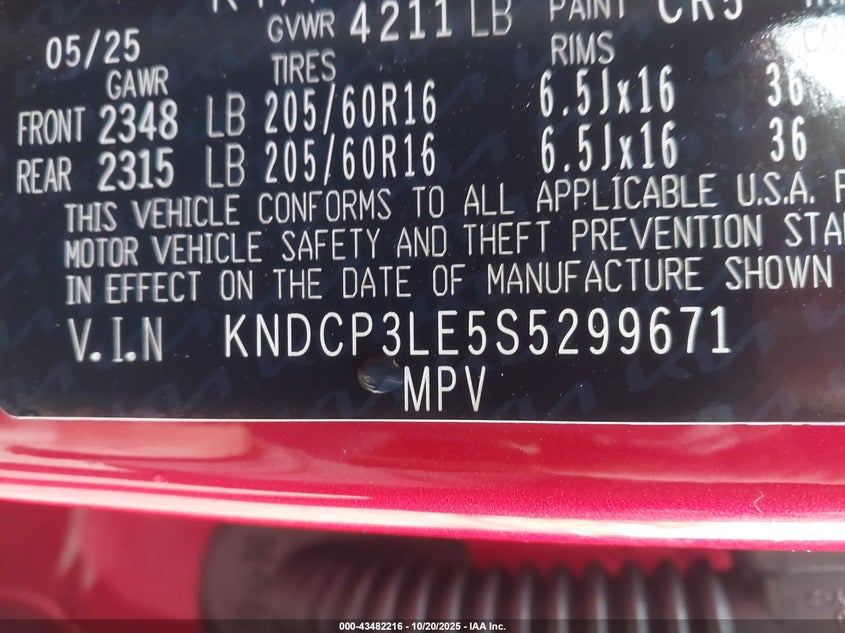 GVWR 4211 LB PAINT CR5
05/25 TIRES RIMS
GAWR
FRONT 2348 LB 205/60R16 6.5Jx16 36
REAR 2315 LB 205/60R16 6.5Jx16 36
THIS VEHICLE CONFORMS TO ALL APPLICABLE U.S.A. F
MOTOR VEHICLE SAFETY AND THEFT PREVENTION STA
IN EFFECT ON THE DATE OF MANUFACTURE SHOWN
V.I.N KNDCP3LE5S5299671
MPV
000-43482216 - 10/20/2025 - IAA Inc.